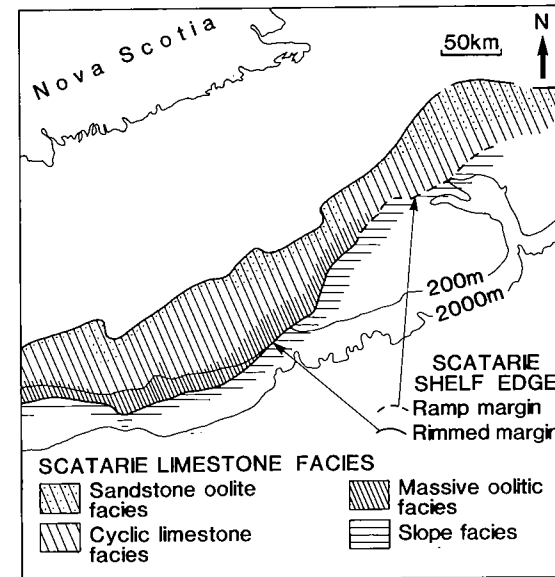 Nova Scotia
N
50km
200m
2000m
SCATARIE
SHELF EDGE
Ramp margin
Rimmed margin
SCATARIE LIMESTONE FACIES
Sandstone oolite
facies
Cyclic limestone
facies
Massive oolitic
facies
Slope facies